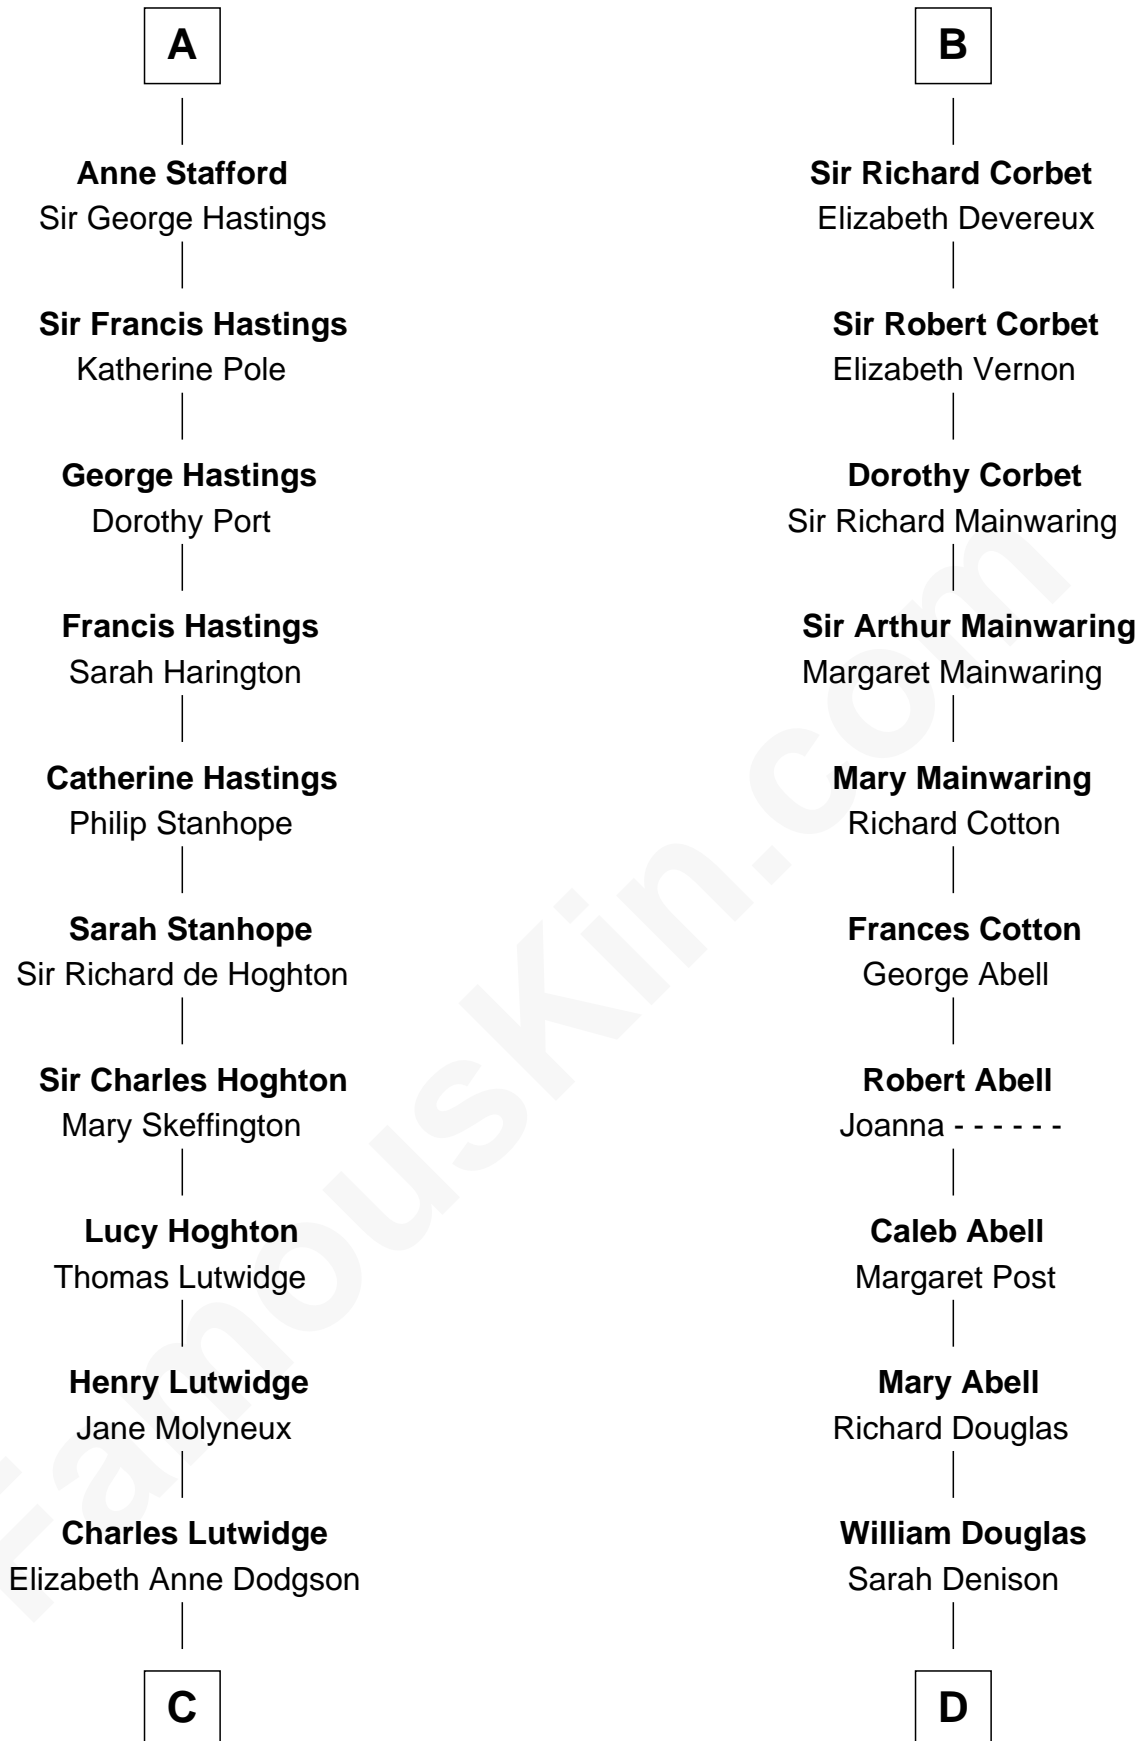 A
Anne Stafford
Sir George Hastings
Sir Francis Hastings
Katherine Pole
George Hastings
Dorothy Port
Francis Hastings
Sarah Harington
Catherine Hastings
Philip Stanhope
Sarah Stanhope
Sir Richard de Hoghton
Sir Charles Hoghton
Mary Skeffington
Lucy Hoghton
Thomas Lutwidge
Henry Lutwidge
Jane Molyneux
Charles Lutwidge
Elizabeth Anne Dodgson
C
B
Sir Richard Corbet
Elizabeth Devereux
Sir Robert Corbet
Elizabeth Vernon
Dorothy Corbet
Sir Richard Mainwaring
Sir Arthur Mainwaring
Margaret Mainwaring
Mary Mainwaring
Richard Cotton
Frances Cotton
George Abell
Robert Abell
Joanna - - - - - -
Caleb Abell
Margaret Post
Mary Abell
Richard Douglas
William Douglas
Sarah Denison
D
FamousKin.com